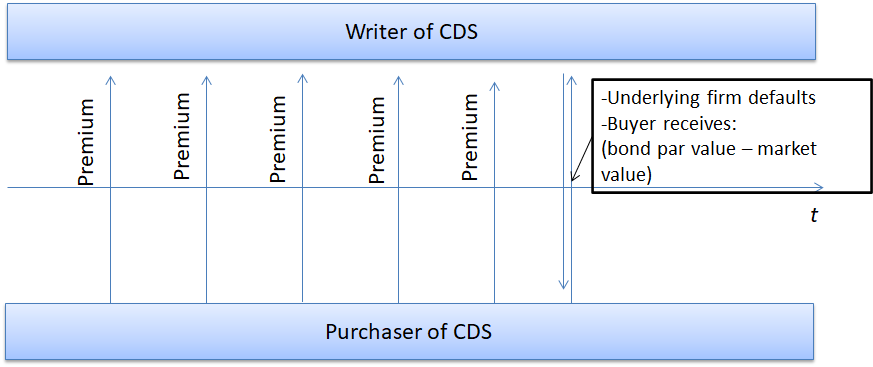 Writer of CDS
Premium
Premium
Premium
Premium
Premium
-Underlying firm defaults
-Buyer receives:
(bond par value – market
value)
t
Purchaser of CDS